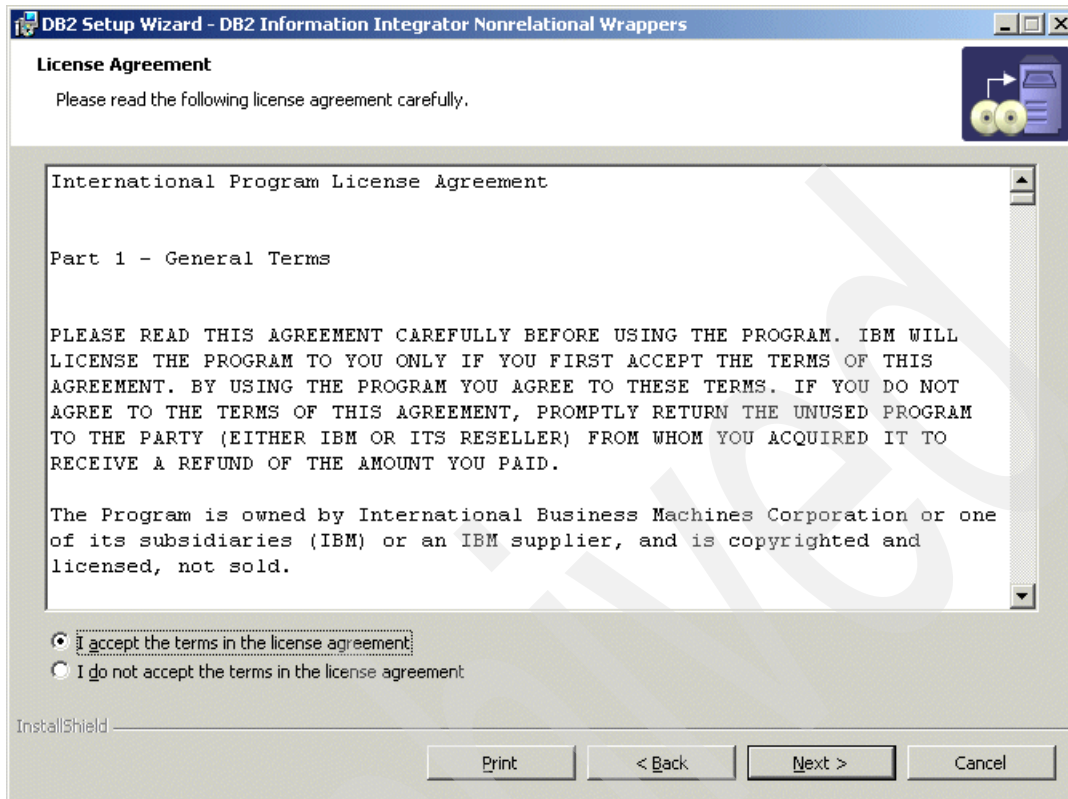 DB2 Setup Wizard - DB2 Information Integrator Nonrelational Wrappers
License Agreement
Please read the following license agreement carefully.
International Program License Agreement
Part 1 - General Terms
PLEASE READ THIS AGREEMENT CAREFULLY BEFORE USING THE PROGRAM. IBM WILL
LICENSE THE PROGRAM TO YOU ONLY IF YOU FIRST ACCEPT THE TERMS OF THIS
AGREEMENT. BY USING THE PROGRAM YOU AGREE TO THESE TERMS. IF YOU DO NOT
AGREE TO THE TERMS OF THIS AGREEMENT, PROMPTLY RETURN THE UNUSED PROGRAM
TO THE PARTY (EITHER IBM OR ITS RESELLER) FROM WHOM YOU ACQUIRED IT TO
RECEIVE A REFUND OF THE AMOUNT YOU PAID.
The Program is owned by International Business Machines Corporation or one
of its subsidiaries (IBM) or an IBM supplier, and is copyrighted and
licensed, not sold.
I accept the terms in the license agreement
I do not accept the terms in the license agreement
InstallShield
Print
< Back
Next >
Cancel